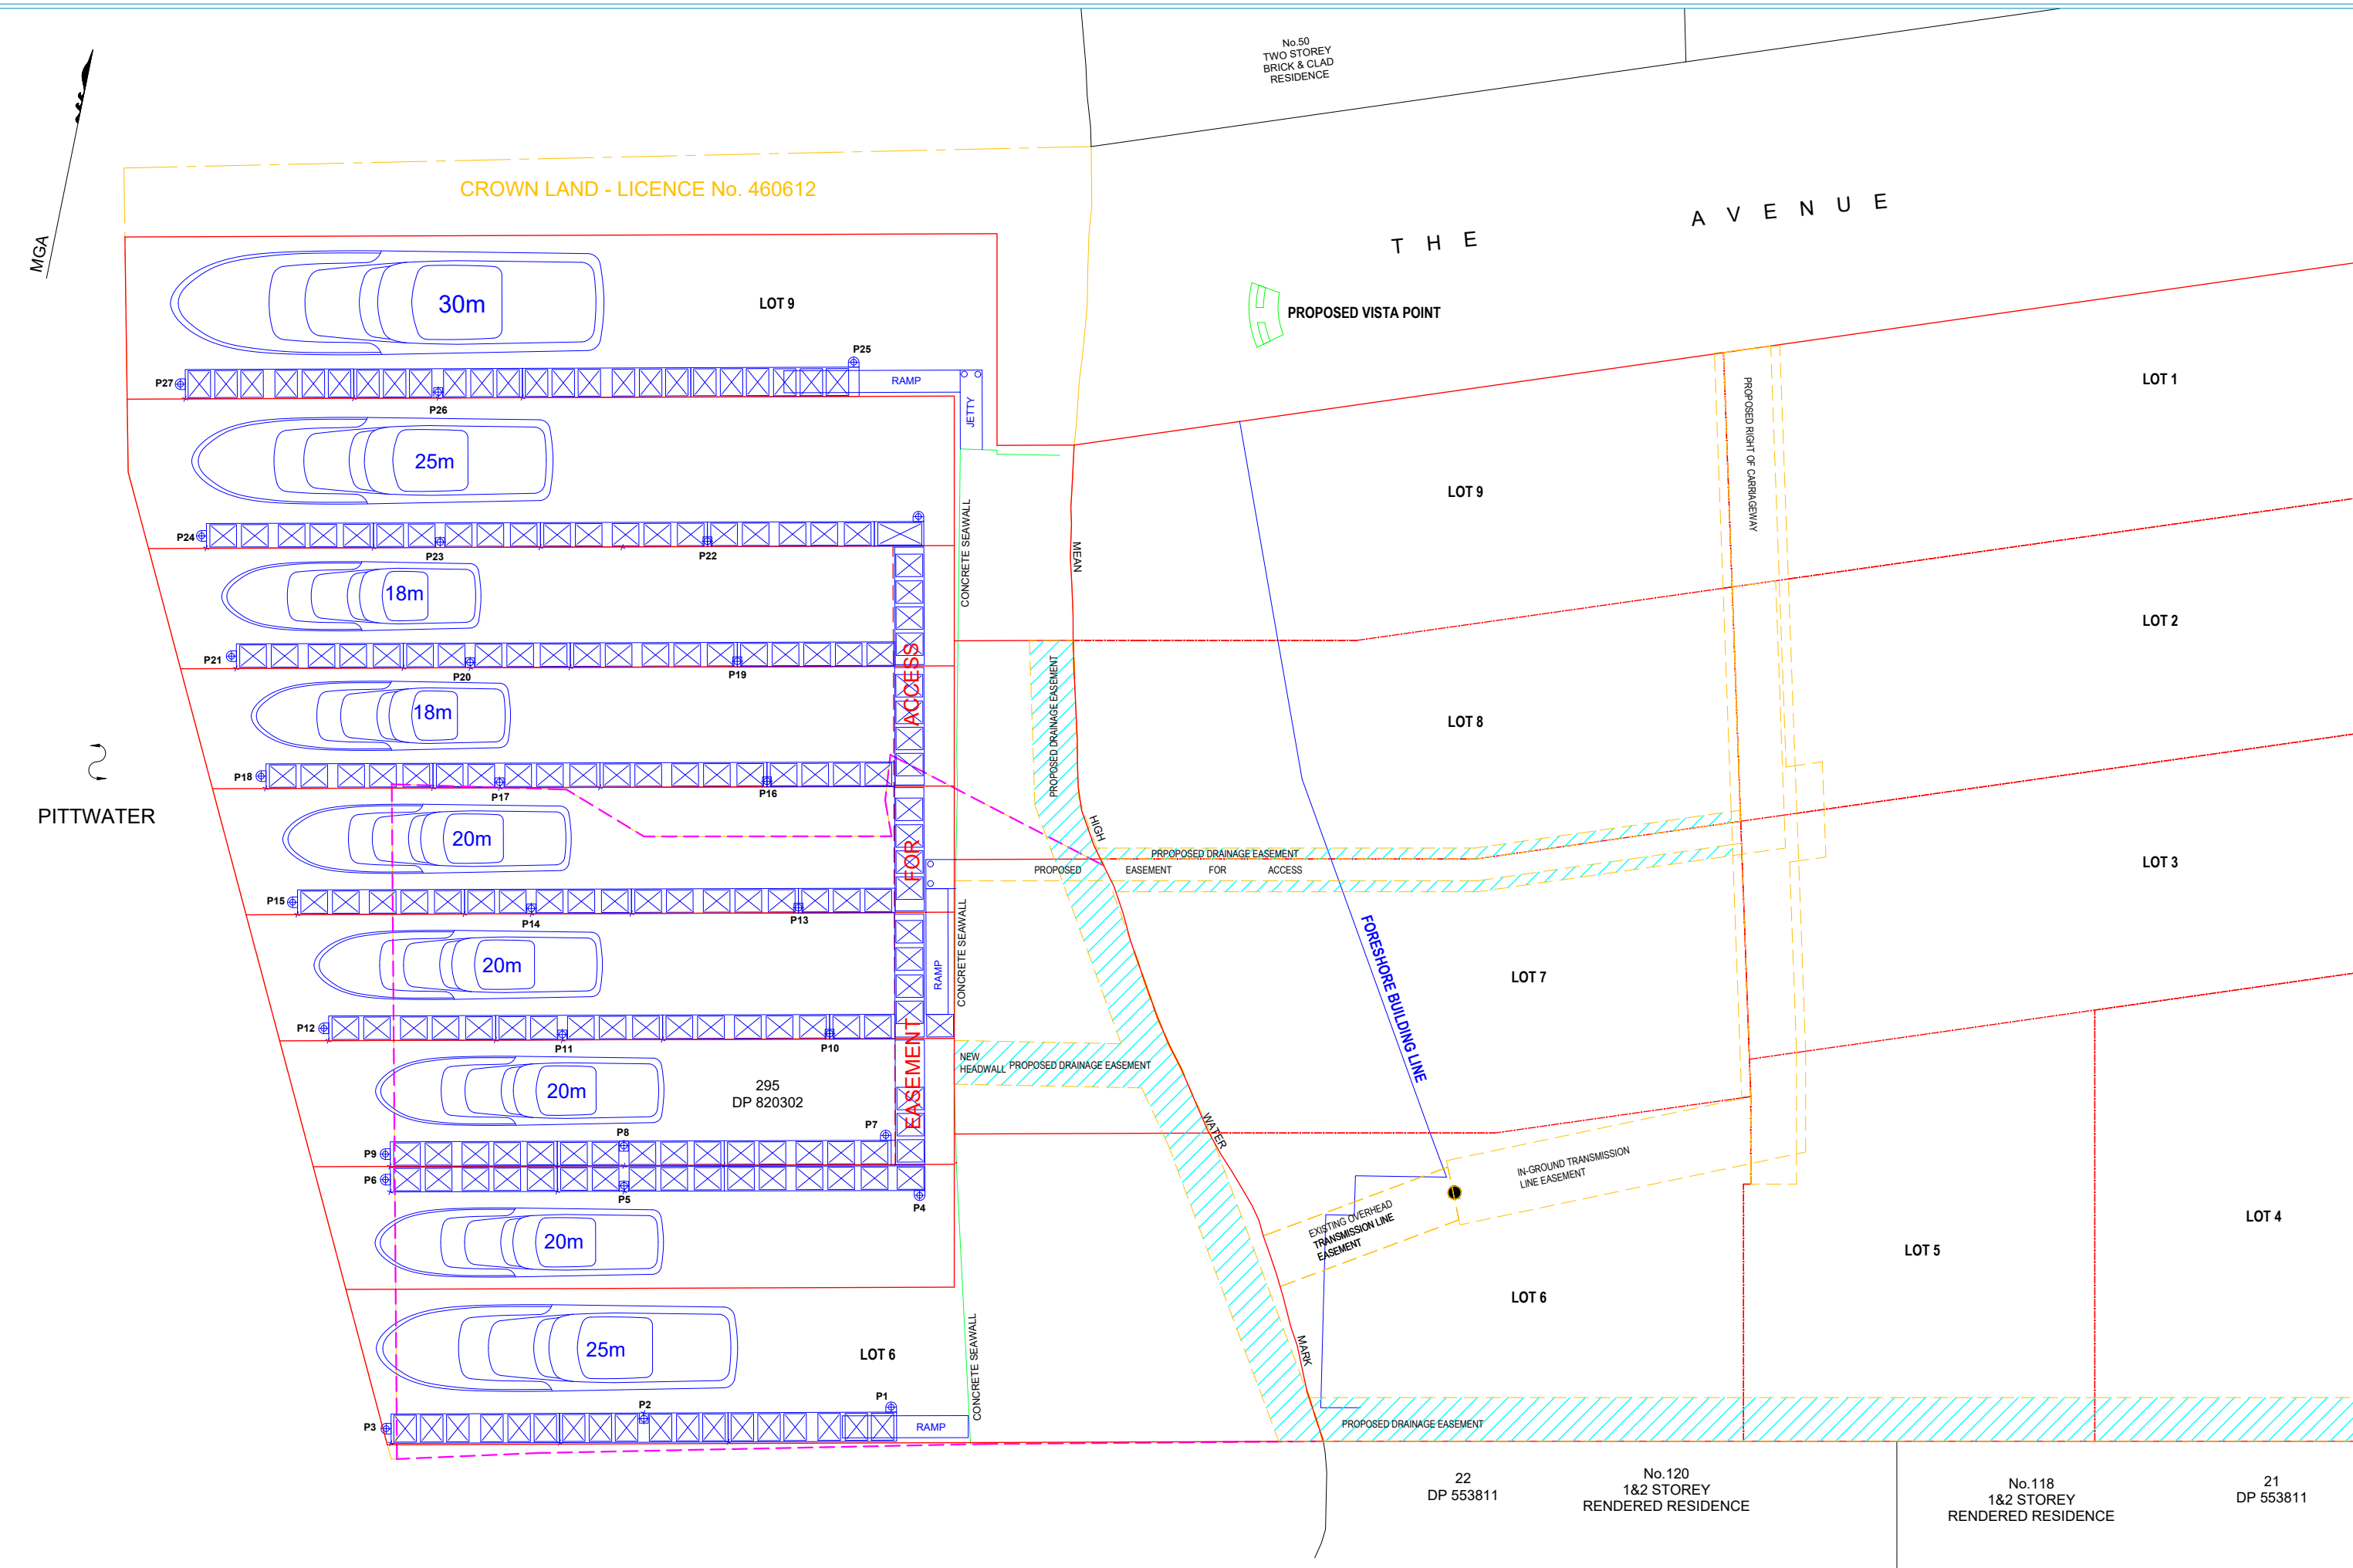 No.50
TWO STOREY
BRICK & CLAD
RESIDENCE
MGA
CROWN LAND - LICENCE No. 460612
THE AVENUE
30m
LOT 9
PROPOSED VISTA POINT
P25
P27
RAMP
P26
JETTY
LOT 1
PROPOSED RIGHT OF CARRIAGEWAY
25m
LOT 9
CONCRETE SEAWALL
MEAN
P24
P23
P22
18m
LOT 2
P21
P20
P19
ACCESS
PROPOSED DRAINAGE EASEMENT
18m
LOT 8
P18
P17
P16
PITTWATER
HIGH
20m
FOR
PRPOPOSED DRAINAGE EASEMENT
PROPOSED EASEMENT FOR ACCESS
LOT 3
P15
P14
P13
CONCRETE SEAWALL
FORESHORE BUILDING LINE
20m
RAMP
LOT 7
P12
P11
P10
EASEMENT
NEW
HEADWALL
PROPOSED DRAINAGE EASEMENT
20m
295
DP 820302
P9
P8
P7
WATER
P6
P5
P4
IN-GROUND TRANSMISSION
LINE EASEMENT
EXISTING OVERHEAD
TRANSMISSION LINE
EASEMENT
20m
LOT 5
LOT 4
LOT 6
25m
LOT 6
CONCRETE SEAWALL
MARK
P3
P2
P1
RAMP
PROPOSED DRAINAGE EASEMENT
22
DP 553811
No.120
1&2 STOREY
RENDERED RESIDENCE
No.118
1&2 STOREY
RENDERED RESIDENCE
21
DP 553811